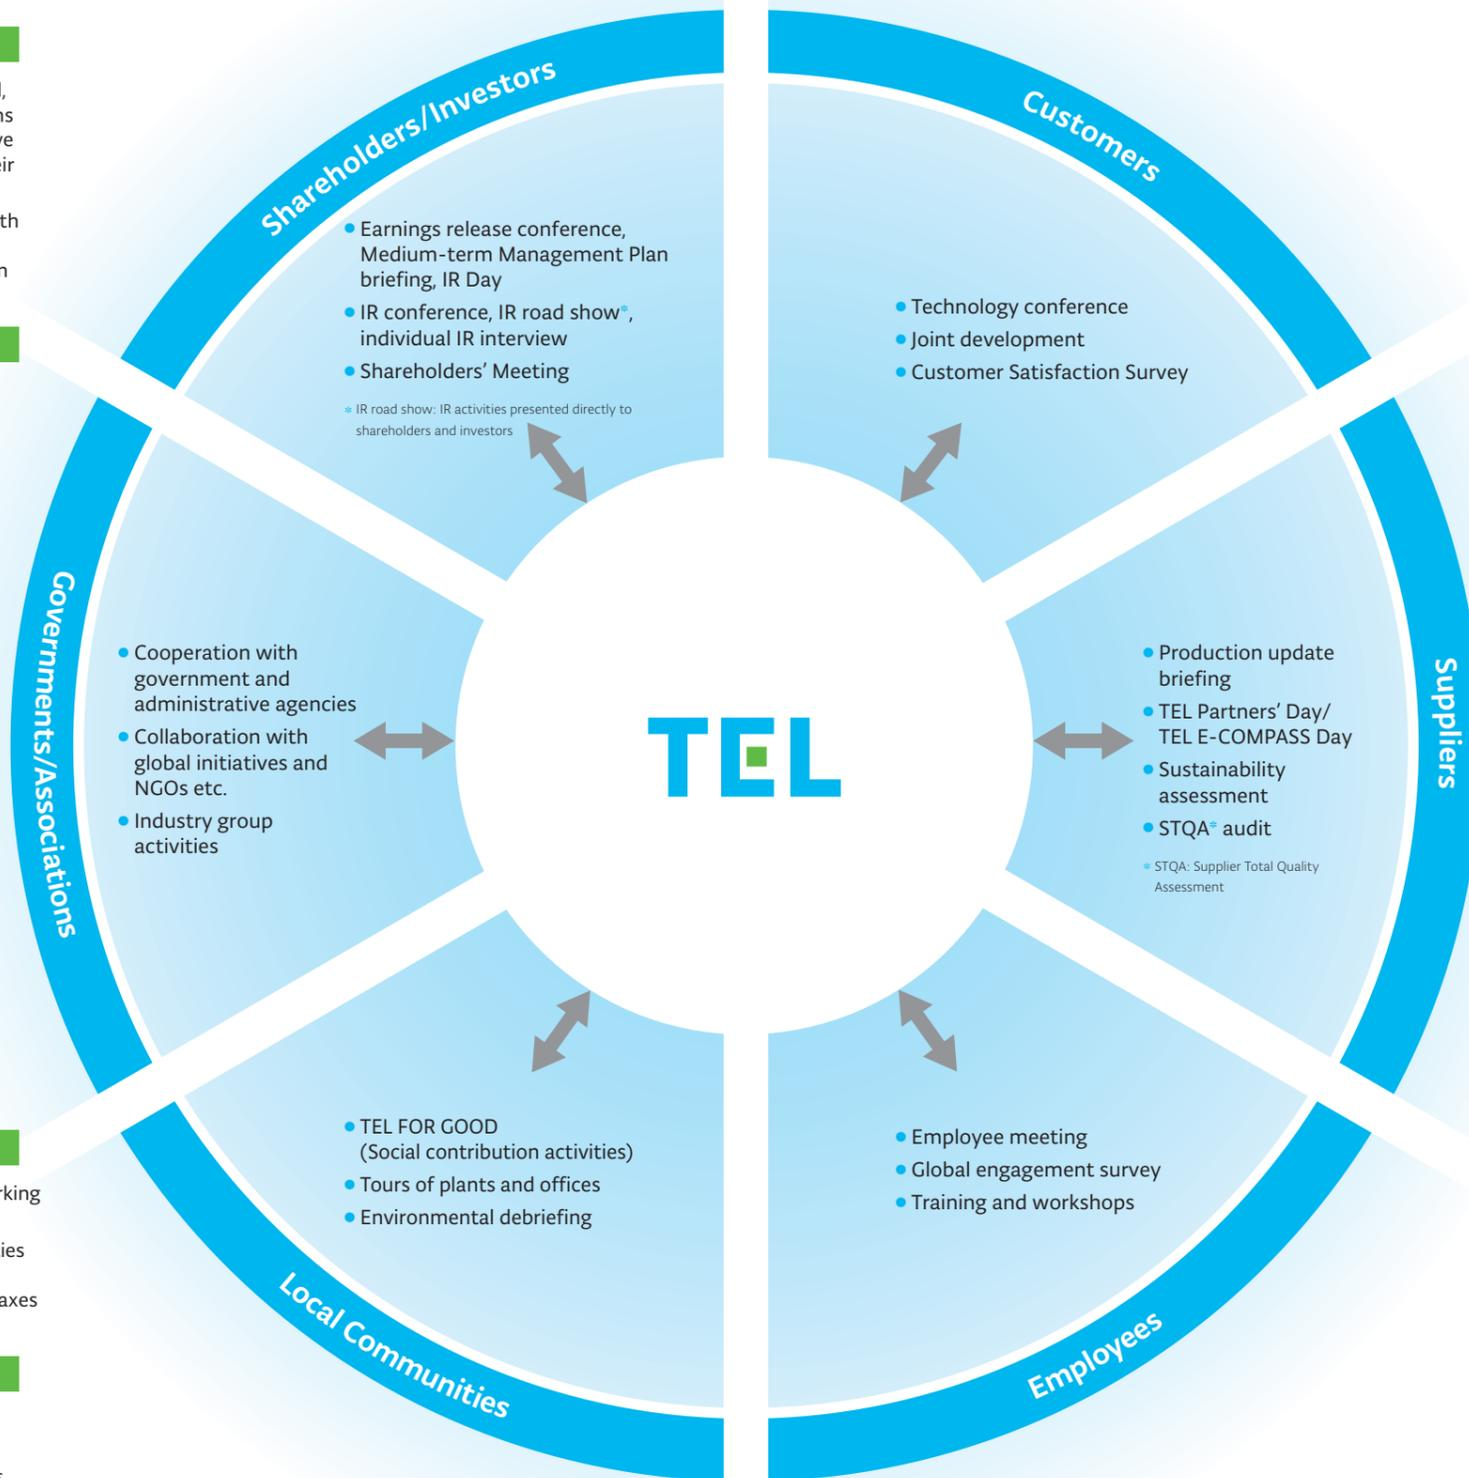 Shareholders/Investors
Earnings release conference,
Medium-term Management Plan
briefing, IR Day
IR conference, IR road show*,
individual IR interview
Shareholders’ Meeting
* IR road show: IR activities presented directly to
shareholders and investors
Customers
Technology conference
Joint development
Customer Satisfaction Survey
Governments/Associations
Cooperation with
government and
administrative agencies
Collaboration with
global initiatives and
NGOs etc.
Industry group
activities
TEL
Suppliers
Production update
briefing
TEL Partners’ Day/
TEL E-COMPASS Day
Sustainability
assessment
STQA* audit
* STQA: Supplier Total Quality
Assessment
Local Communities
TEL FOR GOOD
(Social contribution activities)
Tours of plants and offices
Environmental debriefing
Employees
Employee meeting
Global engagement survey
Training and workshops